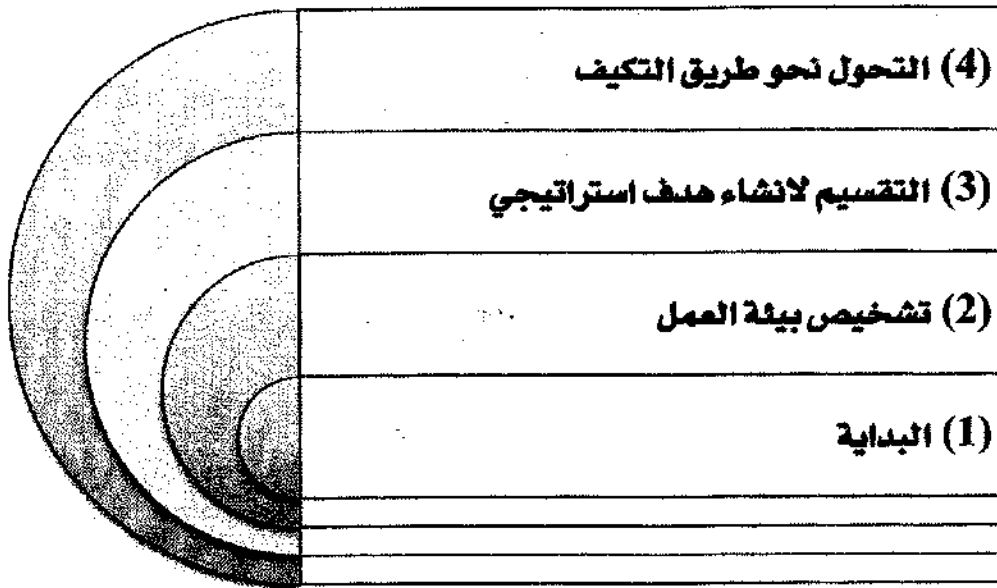 (4) التحول نحو طريق التكيف
(3) التقسيم لانشاء هدف استراتيجي
(2) تشخيص بيئة العمل
(1) البداية